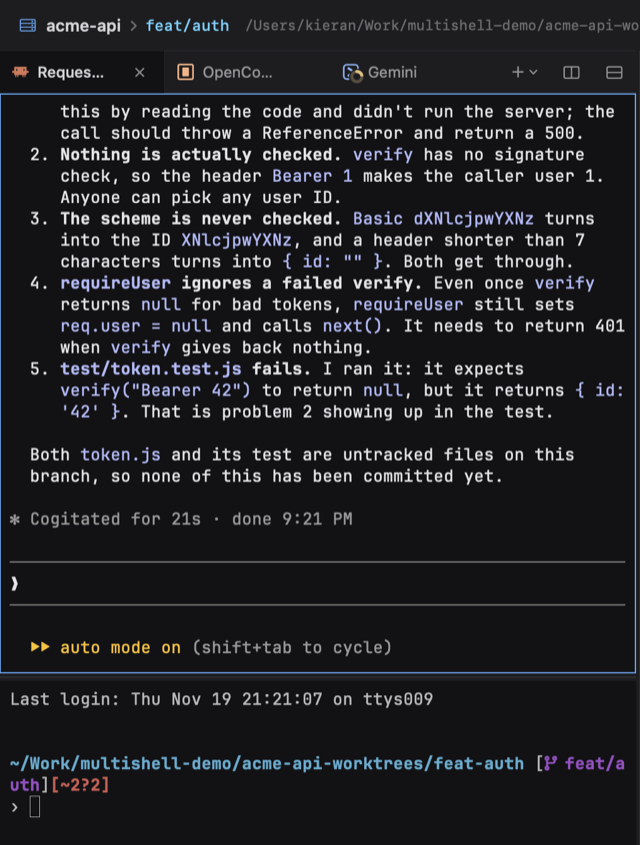 acme-api > feat/auth /Users/kieran/Work/multishell-demo/acme-api-wo
Reques... × OpenCo... Gemini +
this by reading the code and didn't run the server; the
call should throw a ReferenceError and return a 500.
2. Nothing is actually checked. verify has no signature
check, so the header Bearer 1 makes the caller user 1.
Anyone can pick any user ID.
3. The scheme is never checked. Basic dXNlcjpwYXNz turns
into the ID XNlcjpwYXNz, and a header shorter than 7
characters turns into { id: "" }. Both get through.
4. requireUser ignores a failed verify. Even once verify
returns null for bad tokens, requireUser still sets
req.user = null and calls next(). It needs to return 401
when verify gives back nothing.
5. test/token.test.js fails. I ran it: it expects
verify("Bearer 42") to return null, but it returns { id:
'42' }. That is problem 2 showing up in the test.
Both token.js and its test are untracked files on this
branch, so none of this has been committed yet.
✻ Cogitated for 21s · done 9:21 PM
❯
▶▶ auto mode on (shift+tab to cycle)
Last login: Thu Nov 19 21:21:07 on ttys009
~/Work/multishell-demo/acme-api-worktrees/feat-auth [feat/a
uth][~2?2]
›